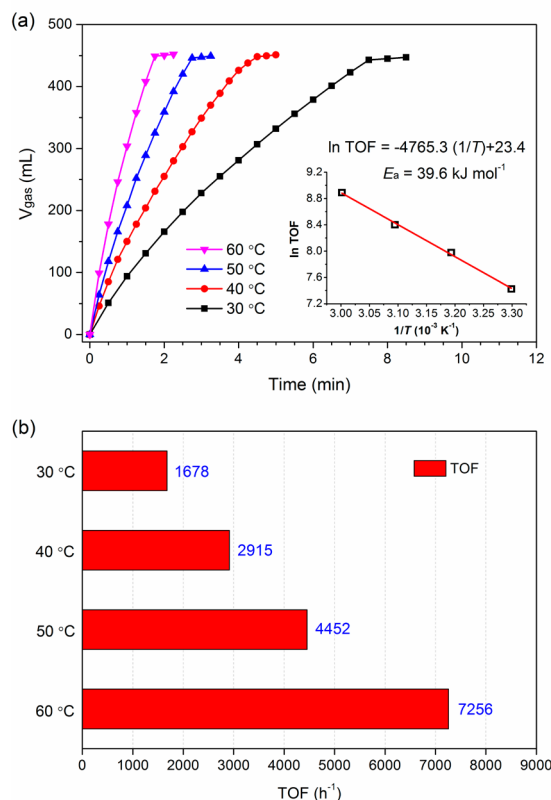 (a)
500
400
300
200
100
0
Vgas (mL)
ln TOF = -4765.3 (1/T)+23.4
Ea = 39.6 kJ mol⁻¹
60 °C
50 °C
40 °C
30 °C
9.0
8.4
7.8
7.2
ln TOF
3.00 3.05 3.10 3.15 3.20 3.25 3.30
1/T (10⁻³ K⁻¹)
0 2 4 6 8 10 12
Time (min)
(b)
30 °C
1678
TOF
40 °C
2915
50 °C
4452
60 °C
7256
0 1000 2000 3000 4000 5000 6000 7000 8000 9000
TOF (h⁻¹)